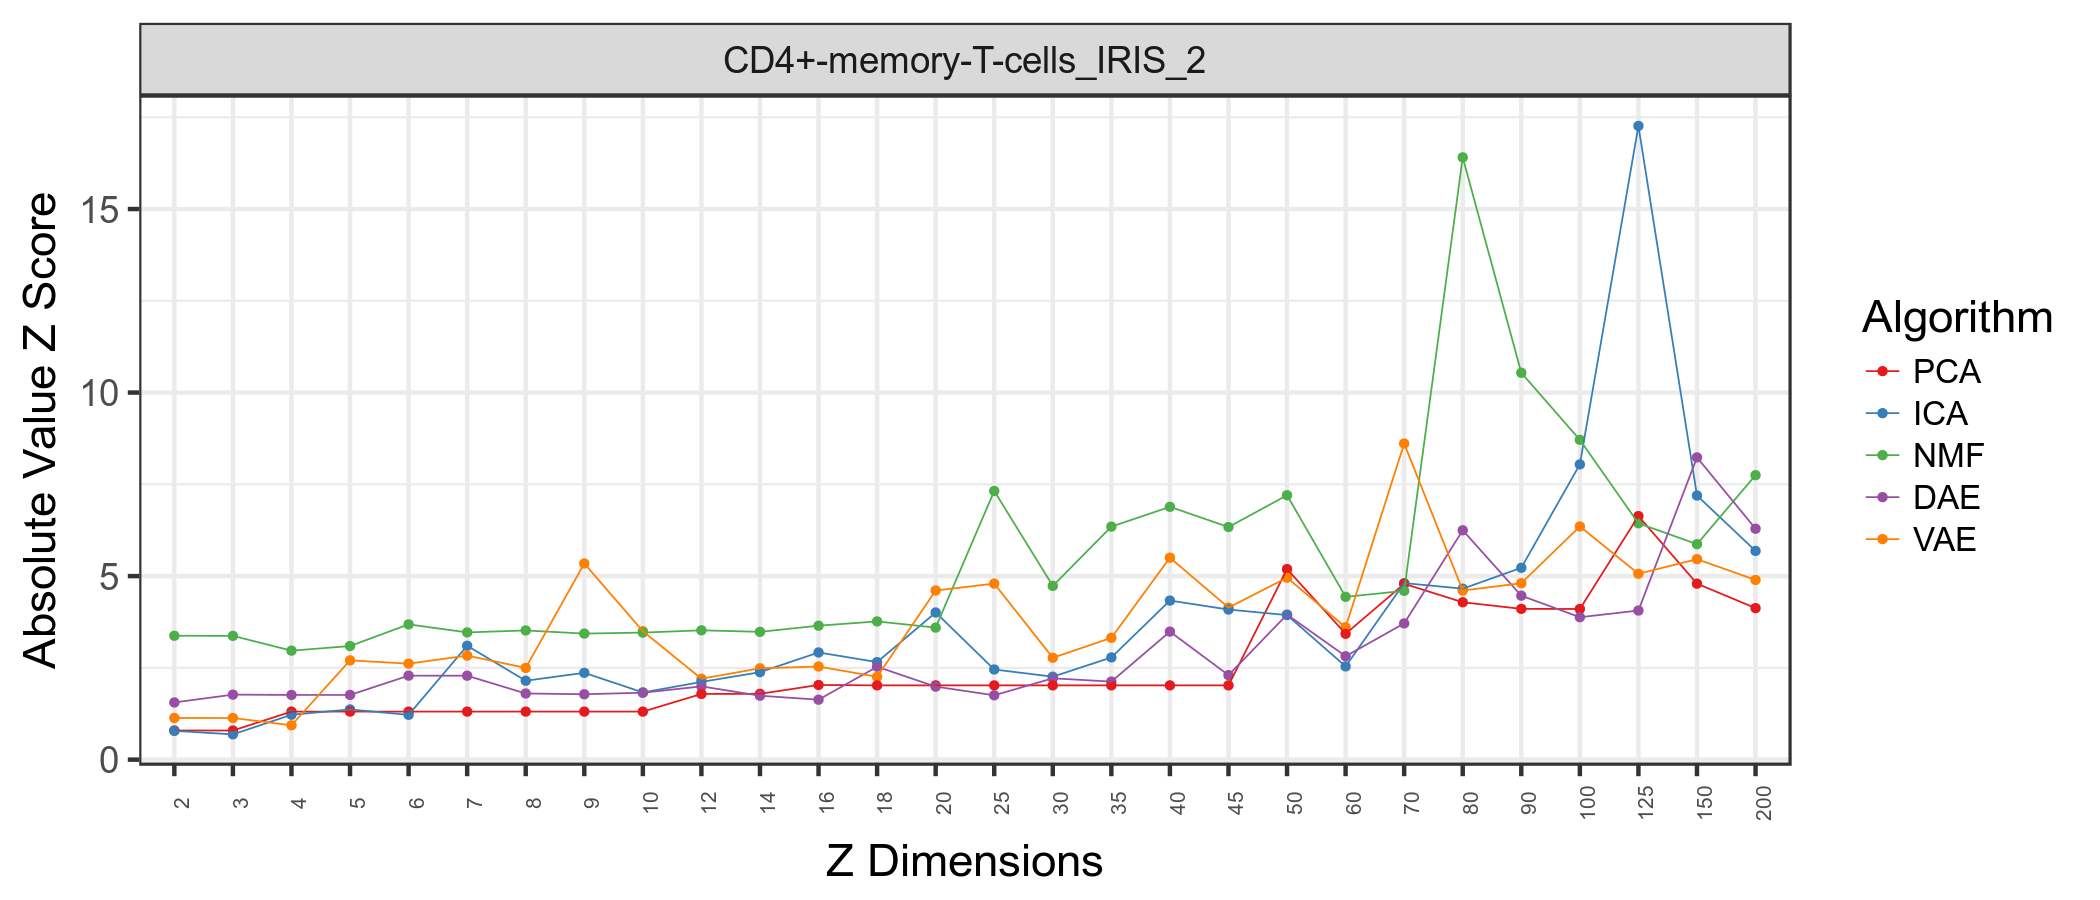 CD4+-memory-T-cells_IRIS_2
Absolute Value Z Score
15
10
5
0
2 3 4 5 6 7 8 9 10 12 14 16 18 20 25 30 35 40 45 50 60 70 80 90 100 125 150 200
Z Dimensions
Algorithm
PCA
ICA
NMF
DAE
VAE